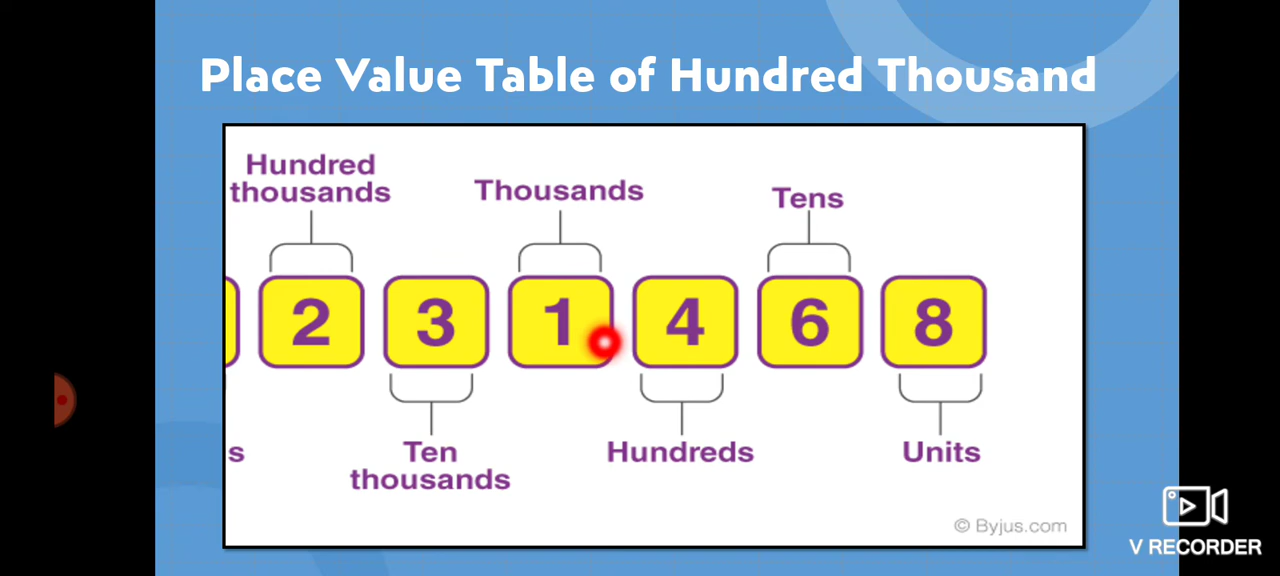 Place Value Table of Hundred Thousand
Hundred
thousands
Thousands
Tens
2 3 1 4 6 8
s
Ten
thousands
Hundreds
Units
© Byjus.com
V RECORDER